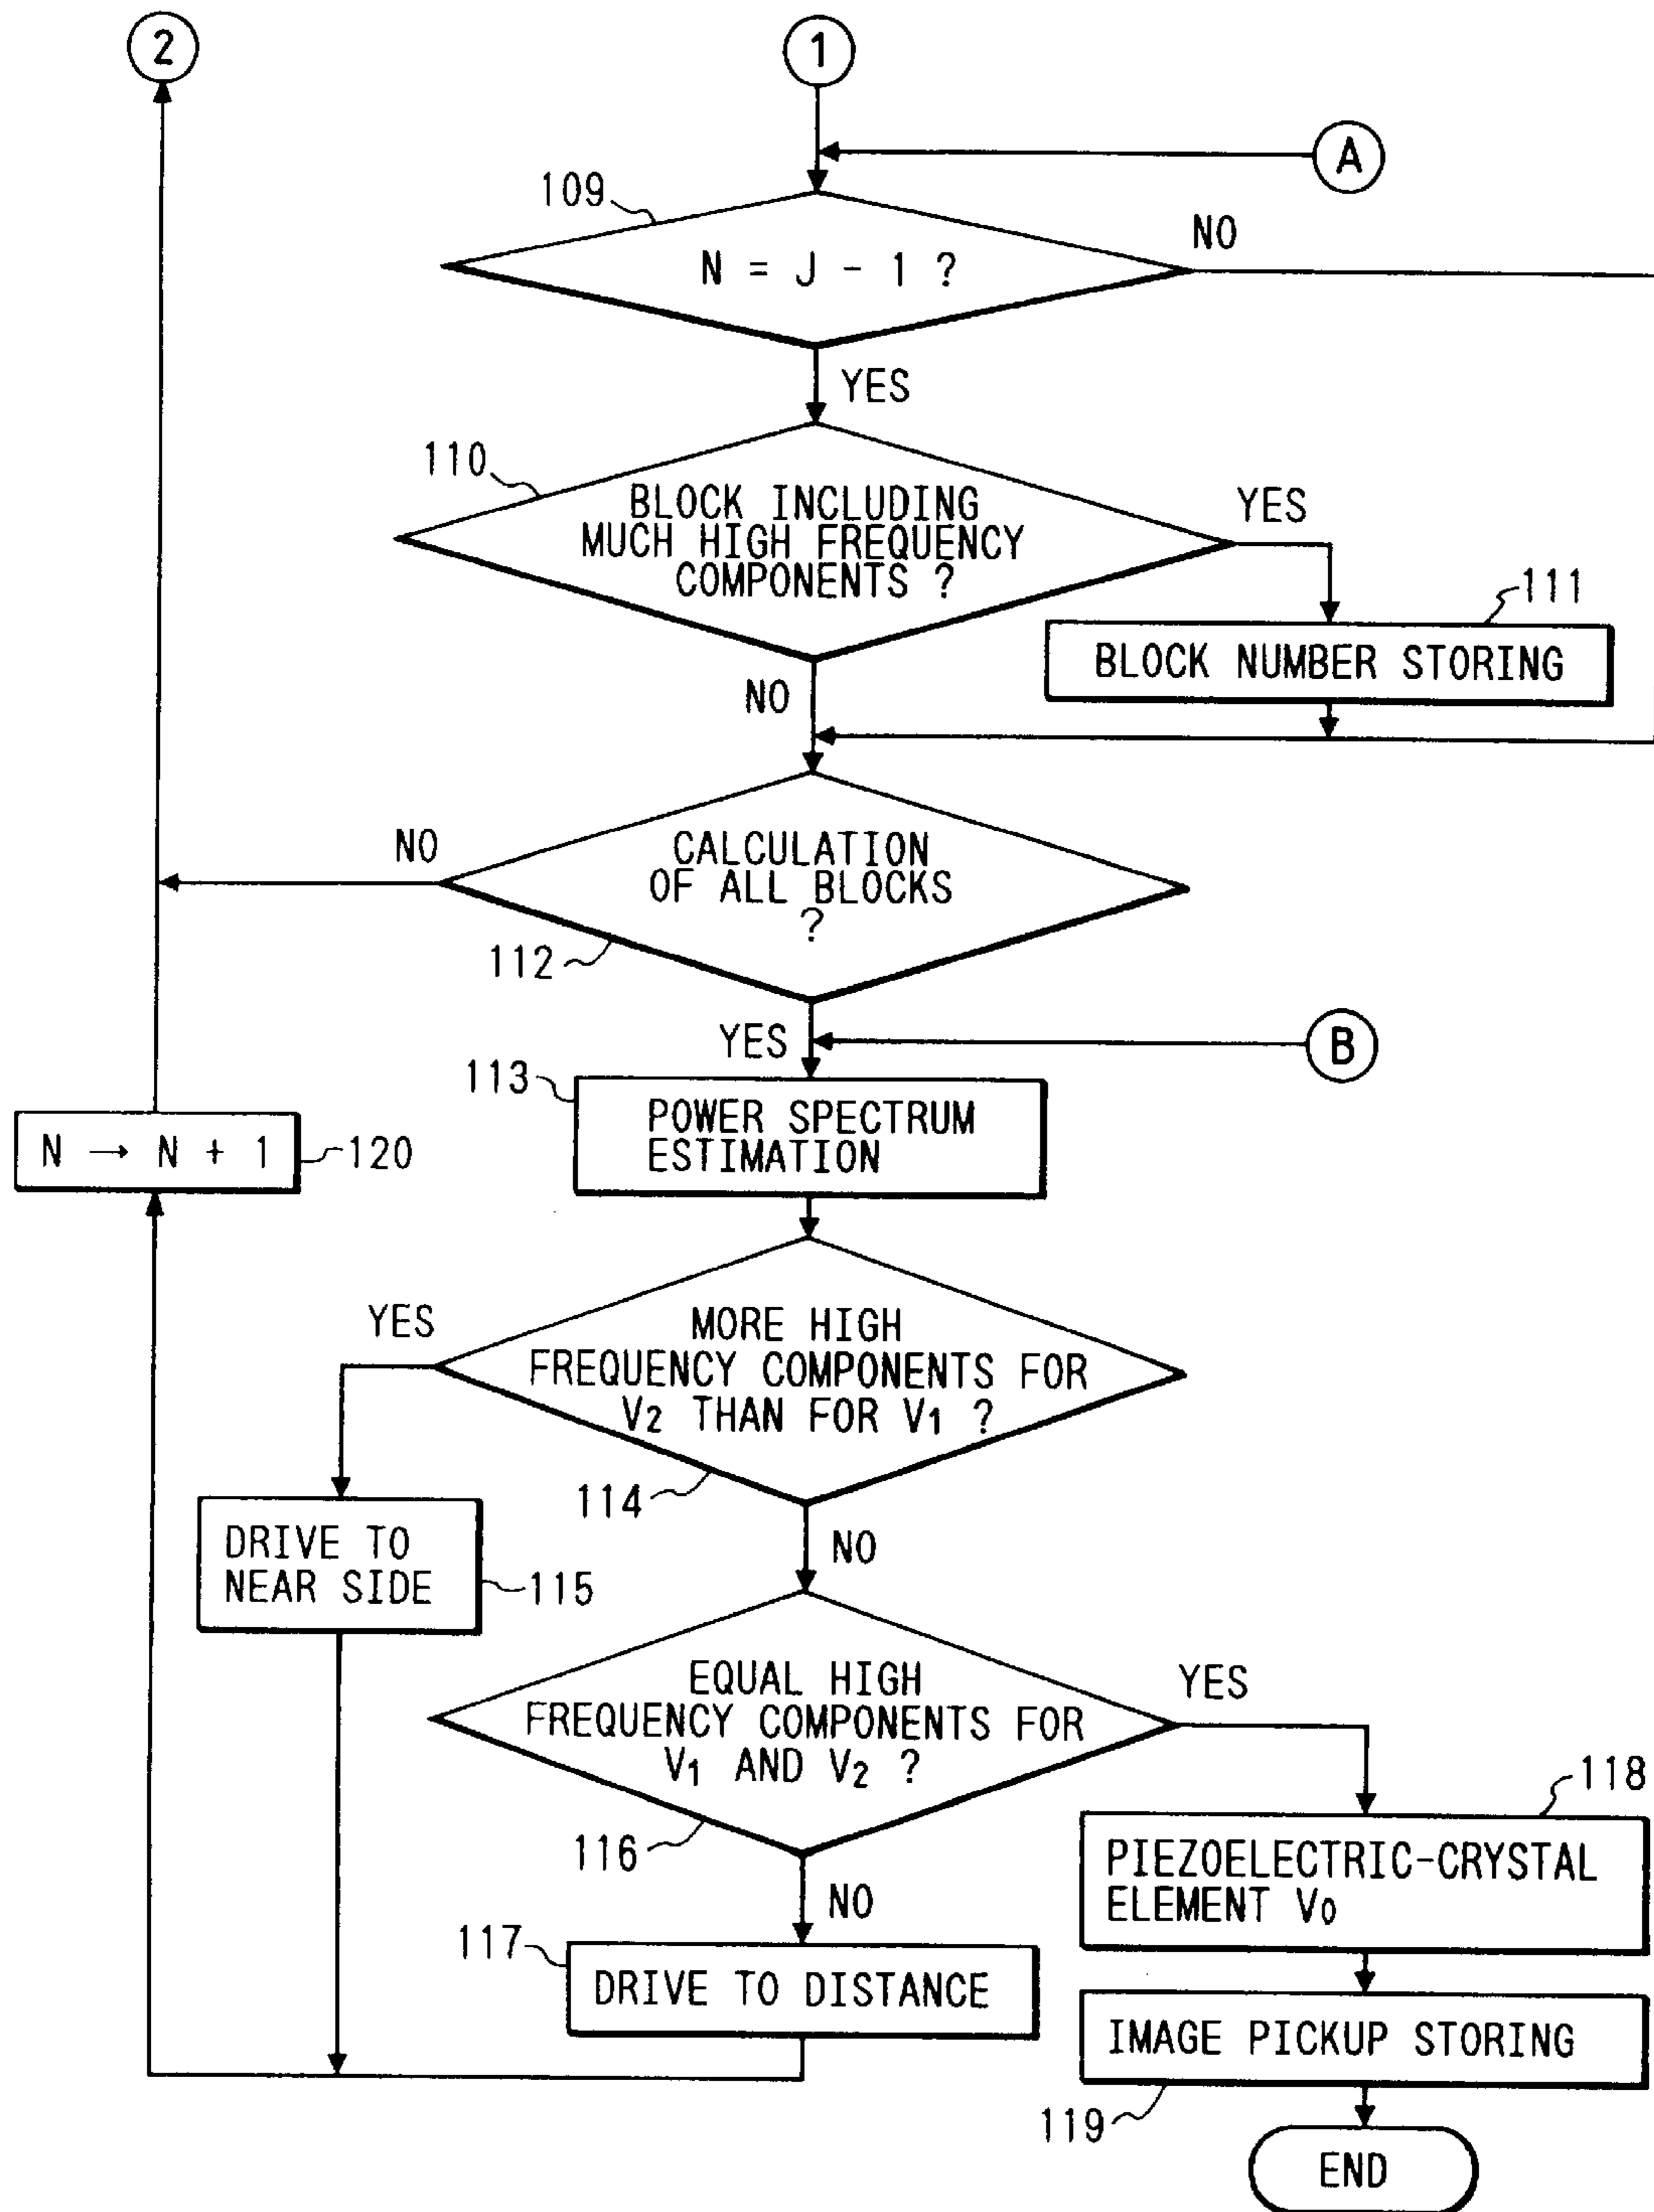 2
1
A
109
N = J - 1 ?
NO
YES
110
BLOCK INCLUDING
MUCH HIGH FREQUENCY
COMPONENTS ?
YES
111
BLOCK NUMBER STORING
NO
NO
CALCULATION
OF ALL BLOCKS
?
112
YES
B
113
POWER SPECTRUM
ESTIMATION
N → N + 1
120
YES
MORE HIGH
FREQUENCY COMPONENTS FOR
V2 THAN FOR V1 ?
114
NO
DRIVE TO
NEAR SIDE
115
EQUAL HIGH
FREQUENCY COMPONENTS FOR
V1 AND V2 ?
YES
116
118
PIEZOELECTRIC-CRYSTAL
ELEMENT V0
NO
117
DRIVE TO DISTANCE
IMAGE PICKUP STORING
119
END